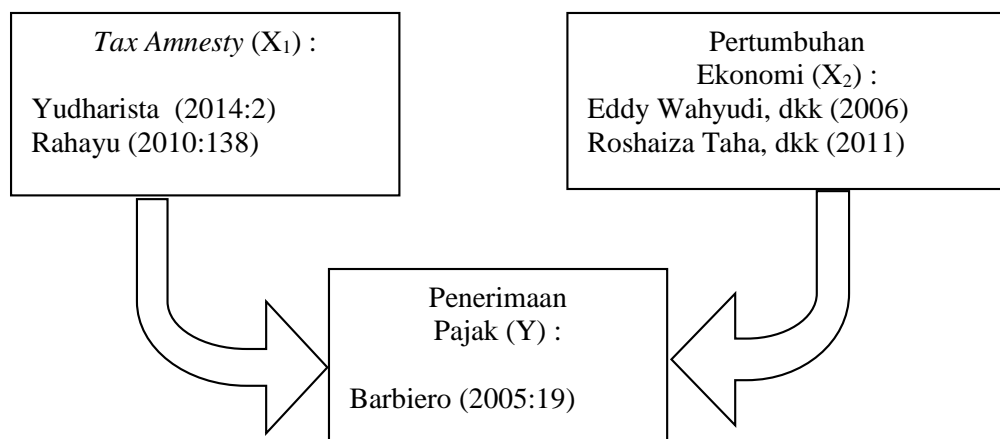 Tax Amnesty (X₁) :
Yudharista (2014:2)
Rahayu (2010:138)
Pertumbuhan
Ekonomi (X₂) :
Eddy Wahyudi, dkk (2006)
Roshaiza Taha, dkk (2011)
Penerimaan
Pajak (Y) :
Barbiero (2005:19)